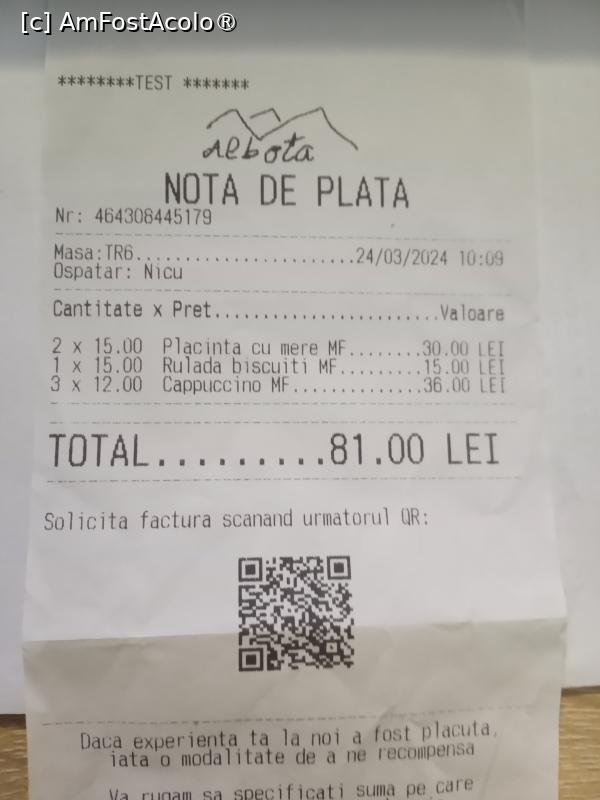 [c] AmFostAcolo®
********TEST *******
Albota
NOTA DE PLATA
Nr: 464308445179
Masa:TR6......................24/03/2024 10:09
Ospatar: Nicu
Cantitate x Pret.......................Valoare
2 x 15.00 Placinta cu mere MF........30.00 LEI
1 x 15.00 Rulada biscuiti MF.........15.00 LEI
3 x 12.00 Cappuccino MF..............36.00 LEI
TOTAL.........81.00 LEI
Solicita factura scanand urmatorul QR:
Daca experienta ta la noi a fost placuta,
iata o modalitate de a ne recompensa
Va rugam sa specificati suma pe care